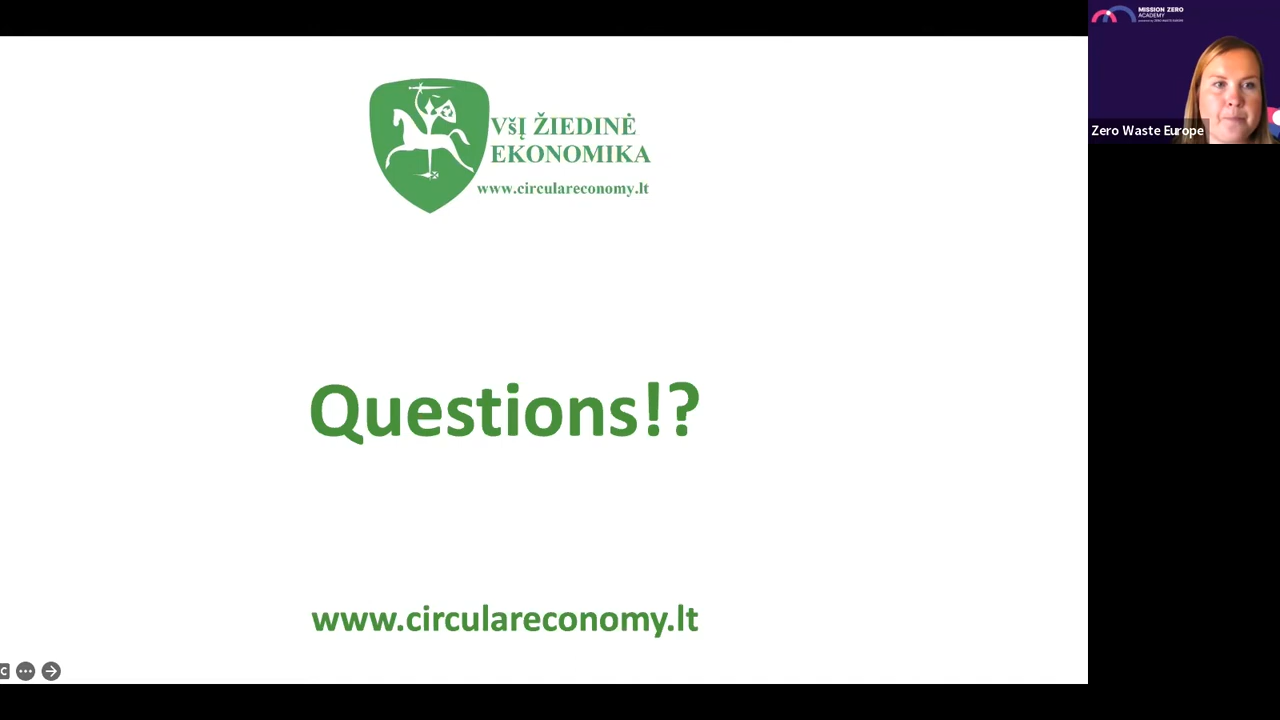 VšĮ ŽIEDINĖ
EKONOMIKA
www.circulareconomy.lt
Questions!?
www.circulareconomy.lt
MISSION ZERO
ACADEMY
Zero Waste Europe